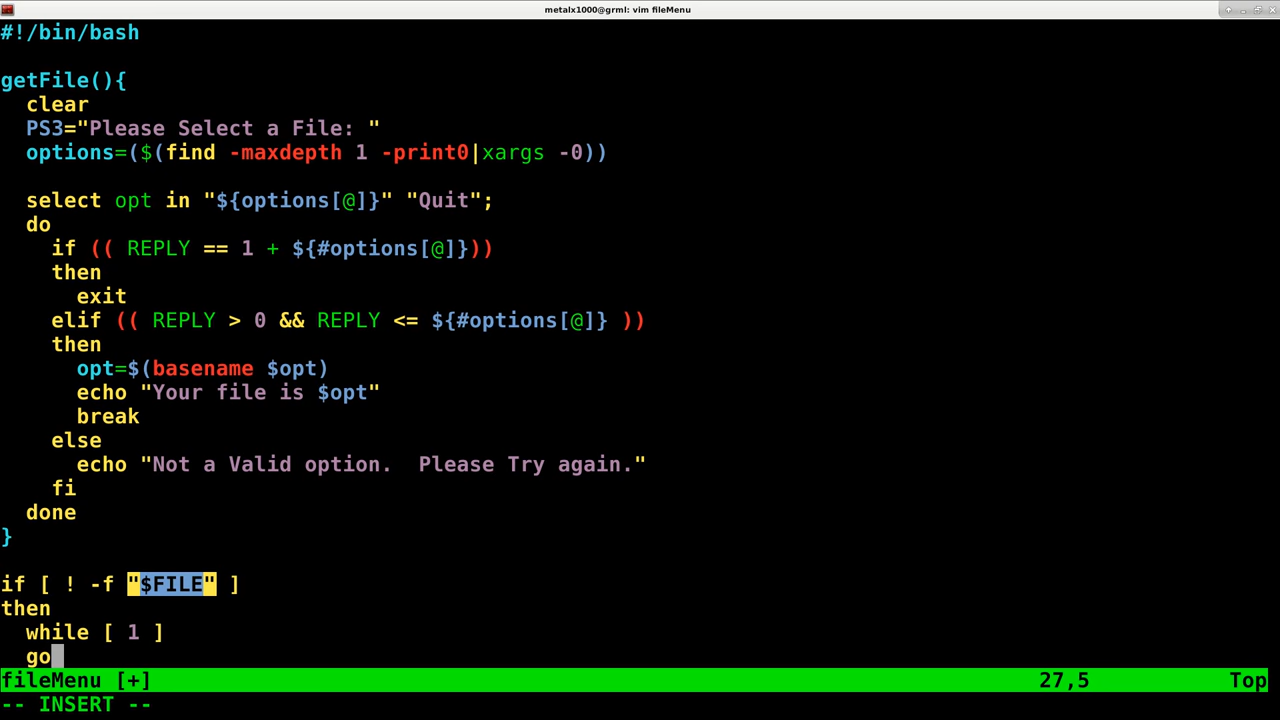 metalx1000@grml: vim fileMenu
#!/bin/bash
getFile(){
  clear
  PS3="Please Select a File: "
  options=($(find -maxdepth 1 -print0|xargs -0))
  select opt in "${options[@]}" "Quit";
  do
    if (( REPLY == 1 + ${#options[@]}))
    then
      exit
    elif (( REPLY > 0 && REPLY <= ${#options[@]} ))
    then
      opt=$(basename $opt)
      echo "Your file is $opt"
      break
    else
      echo "Not a Valid option.  Please Try again."
    fi
  done
}
if [ ! -f "$FILE" ]
then
  while [ 1 ]
  go
fileMenu [+] 27,5 Top
-- INSERT --